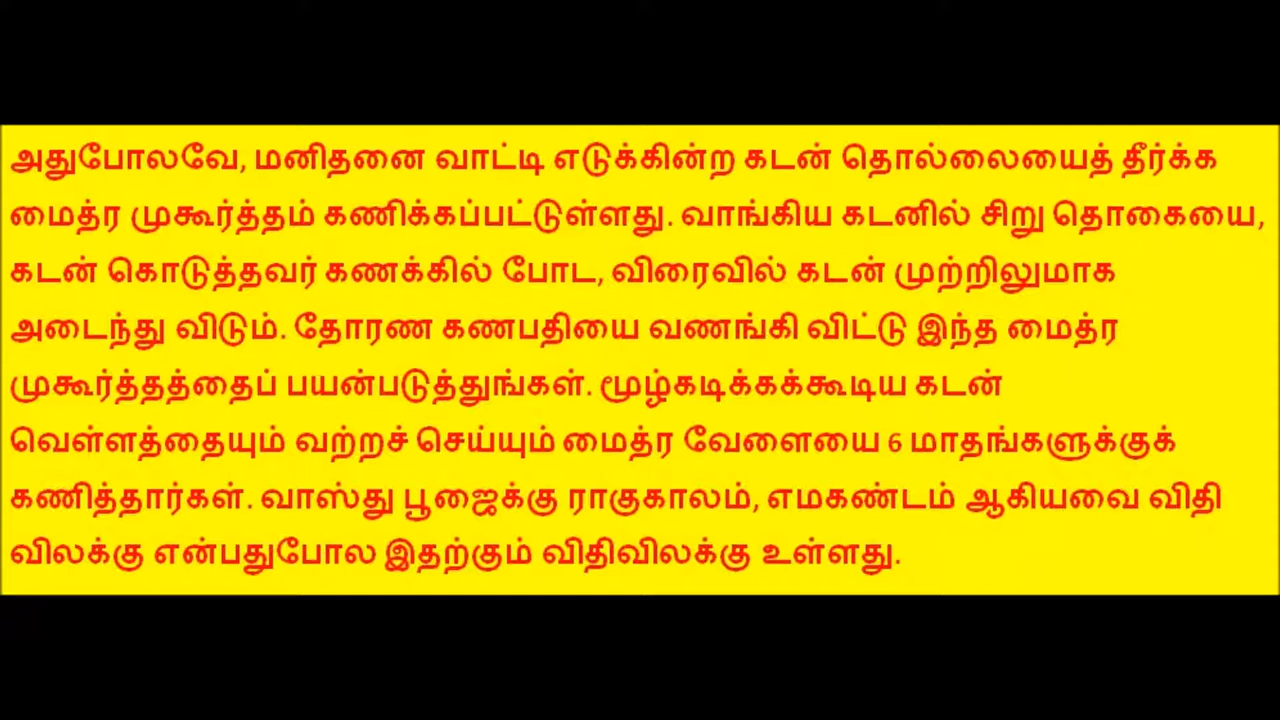 அதுபோலவே, மனிதனை வாட்டி எடுக்கின்ற கடன் தொல்லையைத் தீர்க்க
மைத்ர முகூர்த்தம் கணிக்கப்பட்டுள்ளது. வாங்கிய கடனில் சிறு தொகையை,
கடன் கொடுத்தவர் கணக்கில் போட, விரைவில் கடன் முற்றிலுமாக
அடைந்து விடும். தோரண கணபதியை வணங்கி விட்டு இந்த மைத்ர
முகூர்த்தத்தைப் பயன்படுத்துங்கள். மூழ்கடிக்கக்கூடிய கடன்
வெள்ளத்தையும் வற்றச் செய்யும் மைத்ர வேளையை 6 மாதங்களுக்குக்
கணித்தார்கள். வாஸ்து பூஜைக்கு ராகுகாலம், எமகண்டம் ஆகியவை விதி
விலக்கு என்பதுபோல இதற்கும் விதிவிலக்கு உள்ளது.